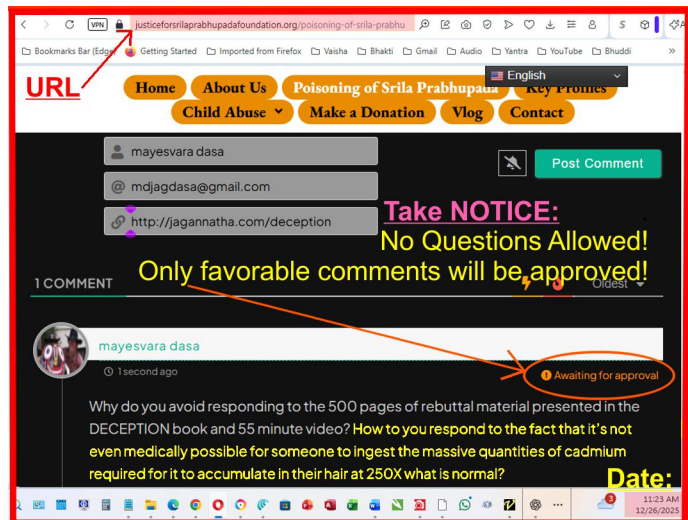 VPN justiceforsrilaprabhupadafoundation.org/poisoning-of-srila-prabhu
Bookmarks Bar (Edge) Getting Started Imported from Firefox Vaisha Bhakti Gmail Audio Yantra YouTube Bhuddi »
URL
English
Home About Us Poisoning of Srila Prabhupada Key Profiles
Child Abuse Make a Donation Vlog Contact
mayesvara dasa
Post Comment
@ mdjagdasa@gmail.com
http://jagannatha.com/deception
Take NOTICE:
No Questions Allowed!
Only favorable comments will be approved!
1 COMMENT
Oldest
mayesvara dasa
1 second ago
Awaiting for approval
Why do you avoid responding to the 500 pages of rebuttal material presented in the
DECEPTION book and 55 minute video? How to you respond to the fact that it's not
even medically possible for someone to ingest the massive quantities of cadmium
required for it to accumulate in their hair at 250X what is normal?
Date:
11:23 AM
12/26/2025